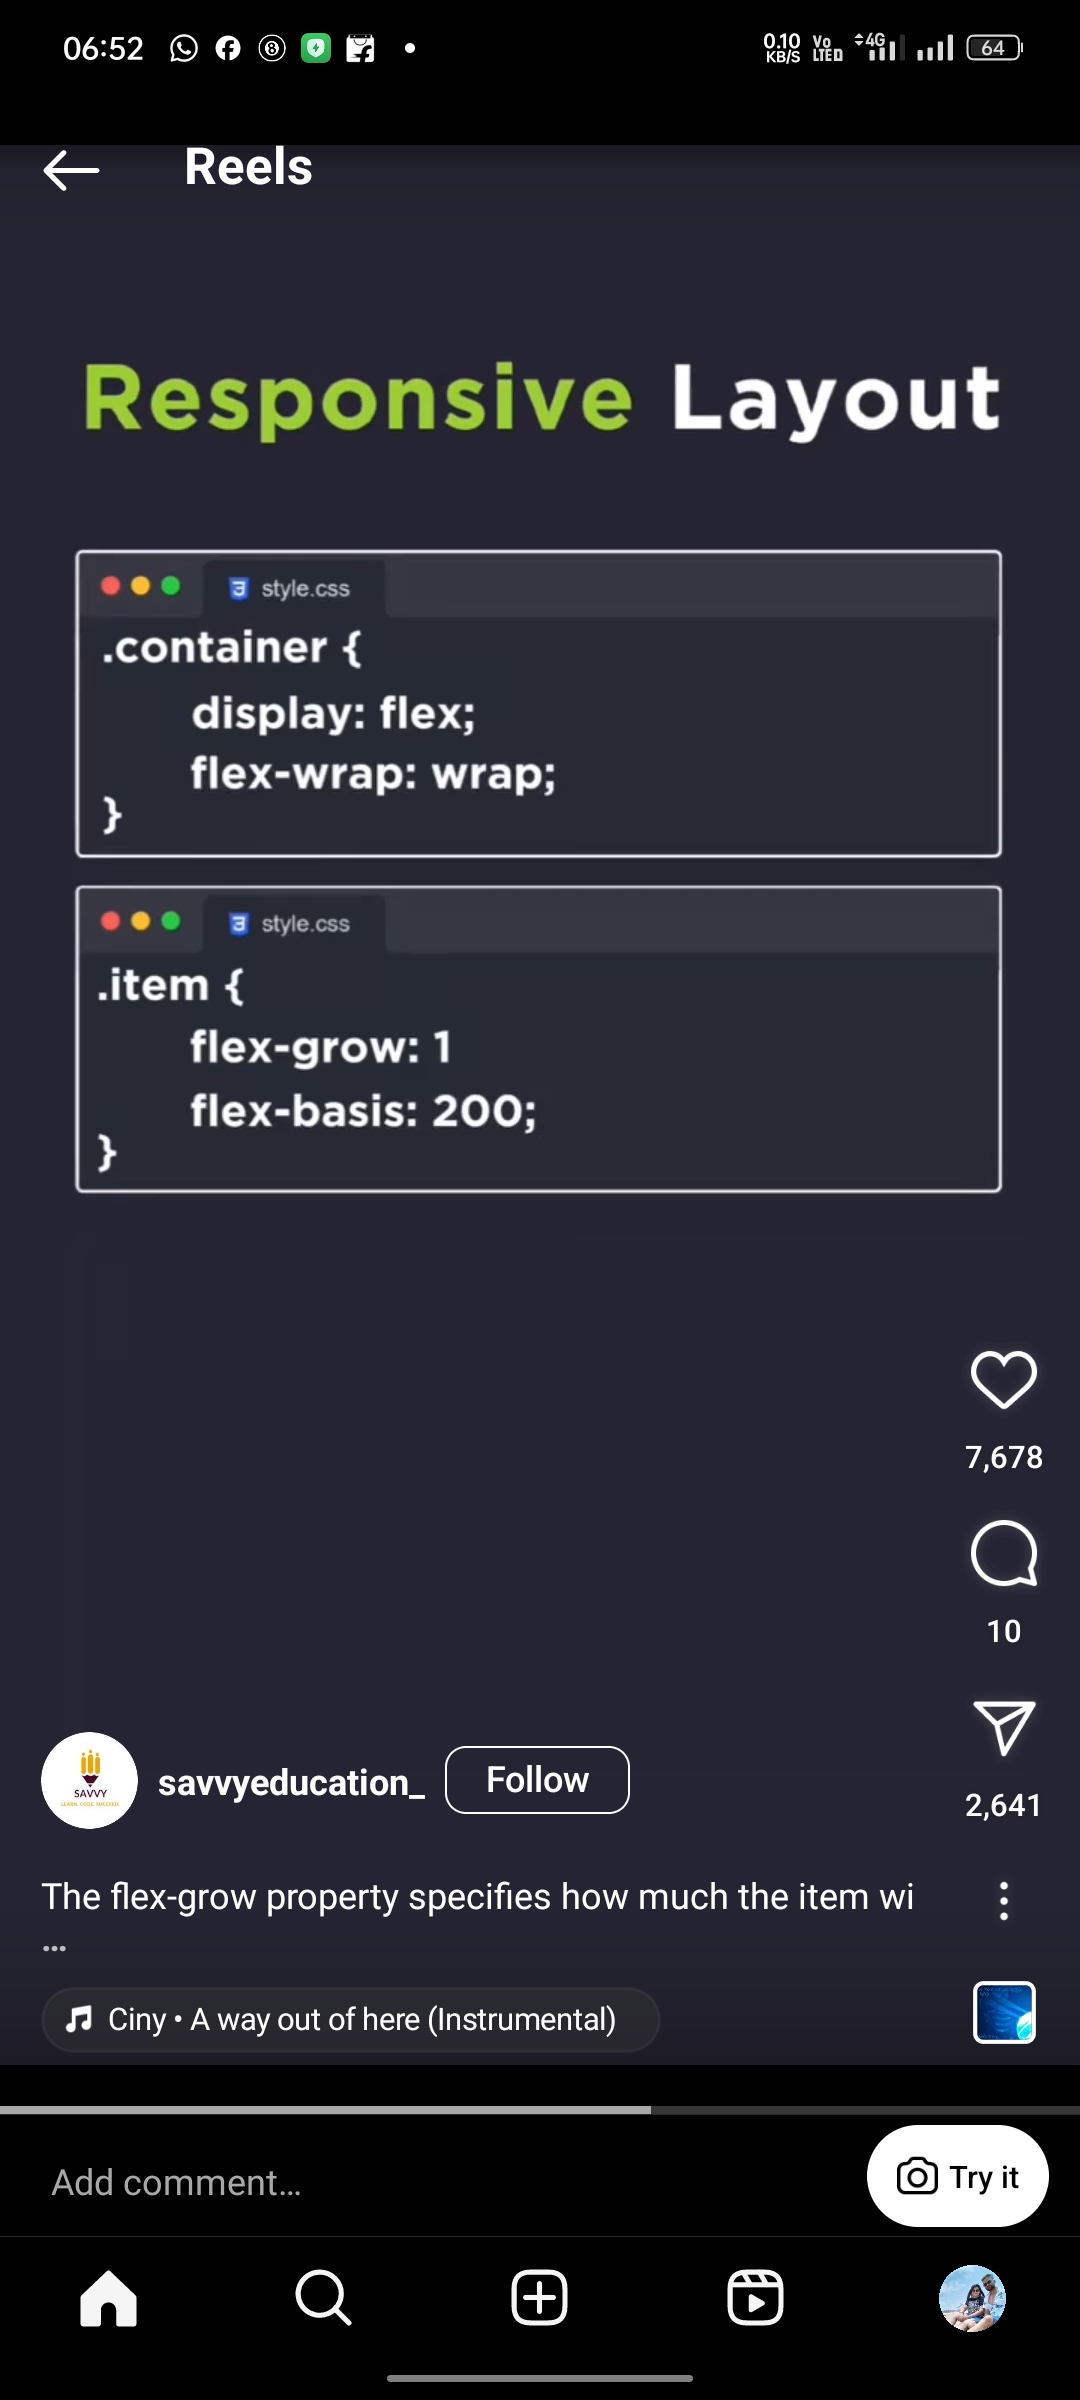 06:52 0.10 KB/S Vo LTE 4G 64
Reels
Responsive Layout
style.css
.container {
display: flex;
flex-wrap: wrap;
}
style.css
.item {
flex-grow: 1
flex-basis: 200;
}
7,678
10
2,641
SAVVY
savvyeducation_ Follow
The flex-grow property specifies how much the item wi
...
Ciny • A way out of here (Instrumental)
Add comment...
Try it